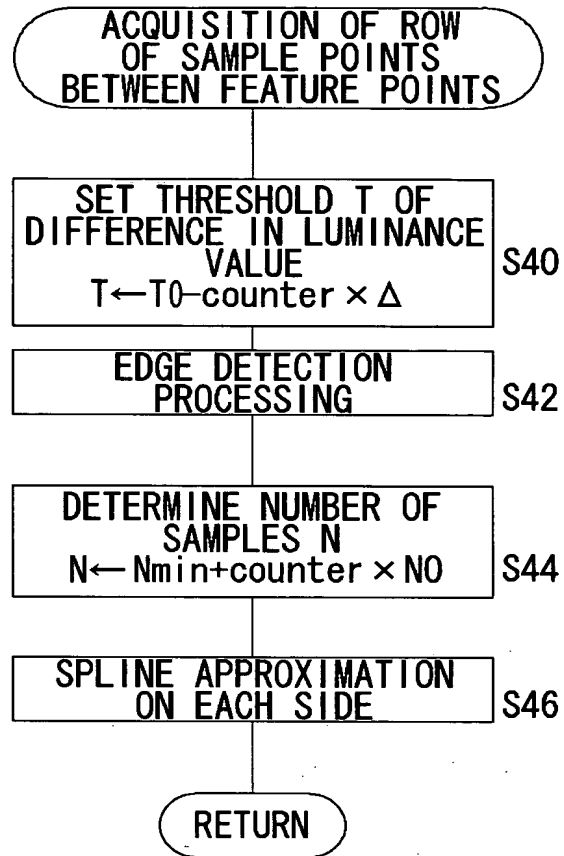 ACQUISITION OF ROW
OF SAMPLE POINTS
BETWEEN FEATURE POINTS
SET THRESHOLD T OF
DIFFERENCE IN LUMINANCE
VALUE
T←T0-counter×Δ
S40
EDGE DETECTION
PROCESSING
S42
DETERMINE NUMBER OF
SAMPLES N
N←Nmin+counter×N0
S44
SPLINE APPROXIMATION
ON EACH SIDE
S46
RETURN